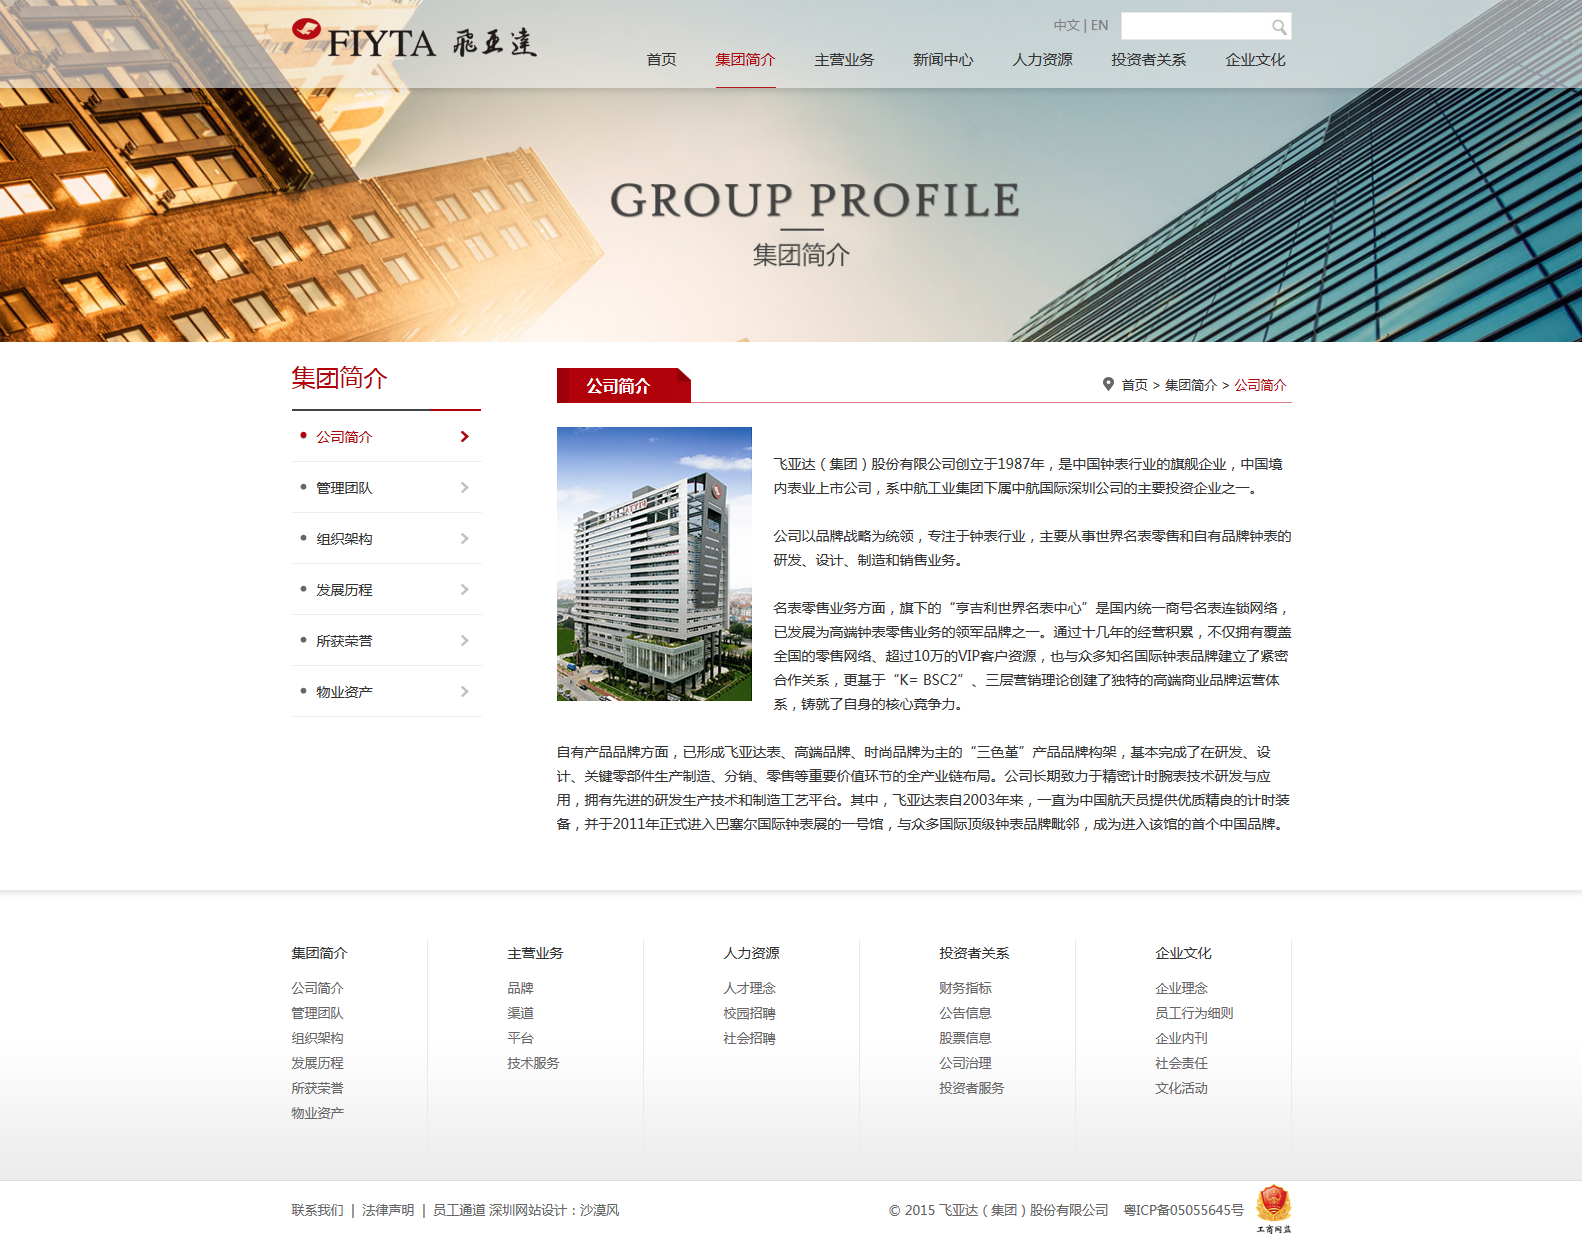 FIYTA 飞亚达
中文 | EN
首页 集团简介 主营业务 新闻中心 人力资源 投资者关系 企业文化
GROUP PROFILE
集团简介
集团简介
公司简介
管理团队
组织架构
发展历程
所获荣誉
物业资产
公司简介
首页 > 集团简介 > 公司简介
飞亚达（集团）股份有限公司创立于1987年，是中国钟表行业的旗舰企业，中国境
内表业上市公司，系中航工业集团下属中航国际深圳公司的主要投资企业之一。
公司以品牌战略为统领，专注于钟表行业，主要从事世界名表零售和自有品牌钟表的
研发、设计、制造和销售业务。
名表零售业务方面，旗下的“亨吉利世界名表中心”是国内统一商号名表连锁网络，
已发展为高端钟表零售业务的领军品牌之一。通过十几年的经营积累，不仅拥有覆盖
全国的零售网络、超过10万的VIP客户资源，也与众多知名国际钟表品牌建立了紧密
合作关系，更基于“K= BSC2”、三层营销理论创建了独特的高端商业品牌运营体
系，铸就了自身的核心竞争力。
自有产品品牌方面，已形成飞亚达表、高端品牌、时尚品牌为主的“三色堇”产品品牌构架，基本完成了在研发、设
计、关键零部件生产制造、分销、零售等重要价值环节的全产业链布局。公司长期致力于精密计时腕表技术研发与应
用，拥有先进的研发生产技术和制造工艺平台。其中，飞亚达表自2003年来，一直为中国航天员提供优质精良的计时装
备，并于2011年正式进入巴塞尔国际钟表展的一号馆，与众多国际顶级钟表品牌毗邻，成为进入该馆的首个中国品牌。
集团简介
公司简介
管理团队
组织架构
发展历程
所获荣誉
物业资产
主营业务
品牌
渠道
平台
技术服务
人力资源
人才理念
校园招聘
社会招聘
投资者关系
财务指标
公告信息
股票信息
公司治理
投资者服务
企业文化
企业理念
员工行为细则
企业内刊
社会责任
文化活动
联系我们 | 法律声明 | 员工通道 深圳网站设计：沙漠风
© 2015 飞亚达（集团）股份有限公司 粤ICP备05055645号
工商网监